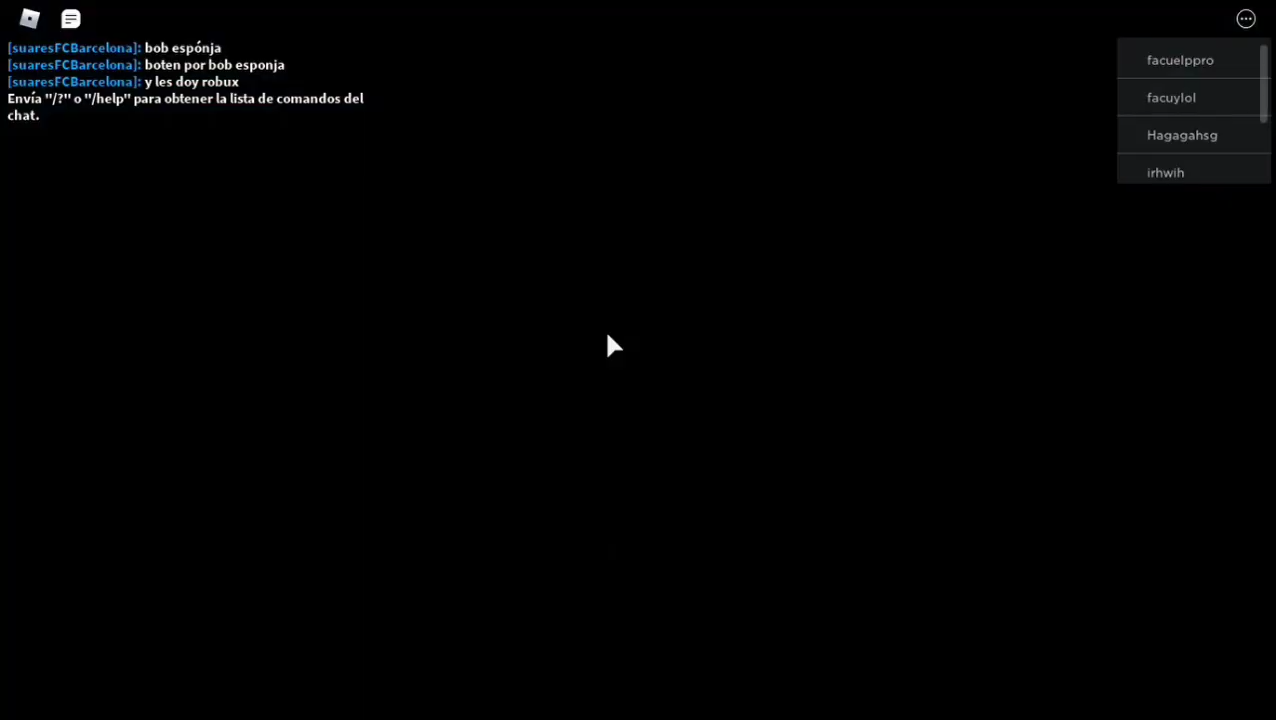 [suaresFCBarcelona]: bob espónja
[suaresFCBarcelona]: boten por bob esponja
[suaresFCBarcelona]: y les doy robux
Envía "/?" o "/help" para obtener la lista de comandos del
chat.
facuelppro
facuylol
Hagagahsg
irhwih